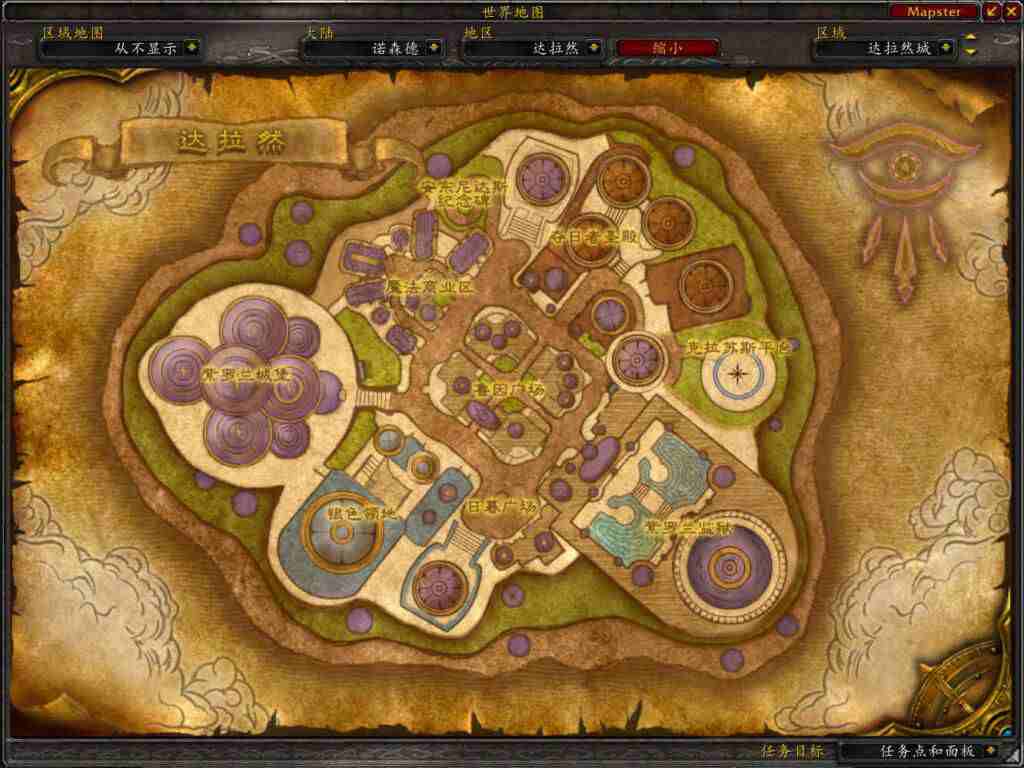 世界地图
Mapster
区域地图
从不显示
大陆
诺森德
地区
达拉然
缩小
区域
达拉然城
达拉然
安东尼达斯
纪念碑
夺日者圣殿
魔法商业区
克拉苏斯平台
紫罗兰城堡
鲁因广场
银色领地
日暮广场
紫罗兰监狱
任务目标
任务点和面板